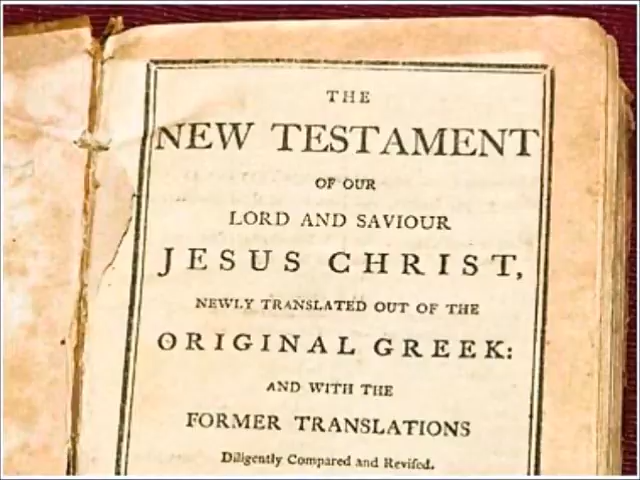 THE
NEW TESTAMENT
OF OUR
LORD AND SAVIOUR
JESUS CHRIST,
NEWLY TRANSLATED OUT OF THE
ORIGINAL GREEK:
AND WITH THE
FORMER TRANSLATIONS
Diligently Compared and Reviſed.